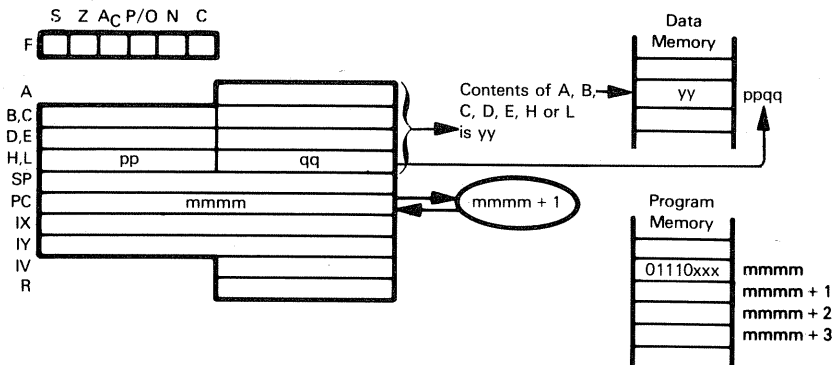 S Z AC P/O N C
F
A
B,C
D,E
H,L pp qq
SP
PC mmmm mmmm + 1
IX
IY
IV
R
Contents of A, B,
C, D, E, H or L
is yy
Data
Memory
yy ppqq
Program
Memory
01110xxx mmmm
mmmm + 1
mmmm + 2
mmmm + 3